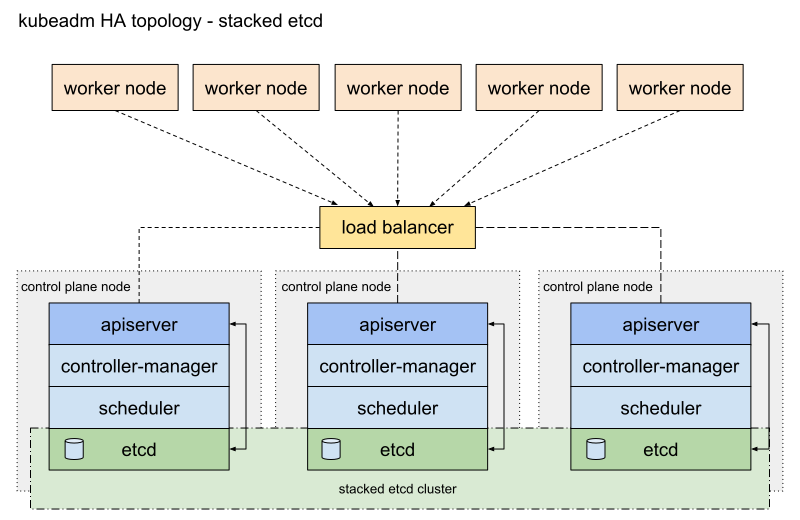 kubeadm HA topology - stacked etcd
worker node
worker node
worker node
worker node
worker node
load balancer
control plane node
apiserver
controller-manager
scheduler
etcd
control plane node
apiserver
controller-manager
scheduler
etcd
control plane node
apiserver
controller-manager
scheduler
etcd
stacked etcd cluster